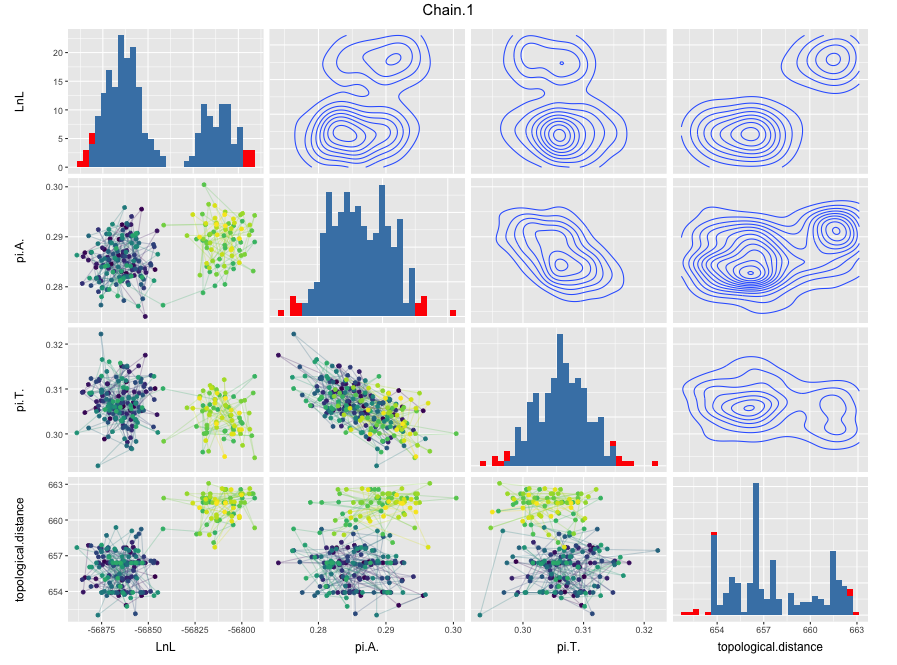 Chain.1
LnL
20
15
10
5
0
pi.A.
0.30
0.29
0.28
pi.T.
0.32
0.31
0.30
topological.distance
663
660
657
654
-56875 -56850 -56825 -56800
0.28 0.29 0.30
0.30 0.31 0.32
654 657 660 663
LnL pi.A. pi.T. topological.distance